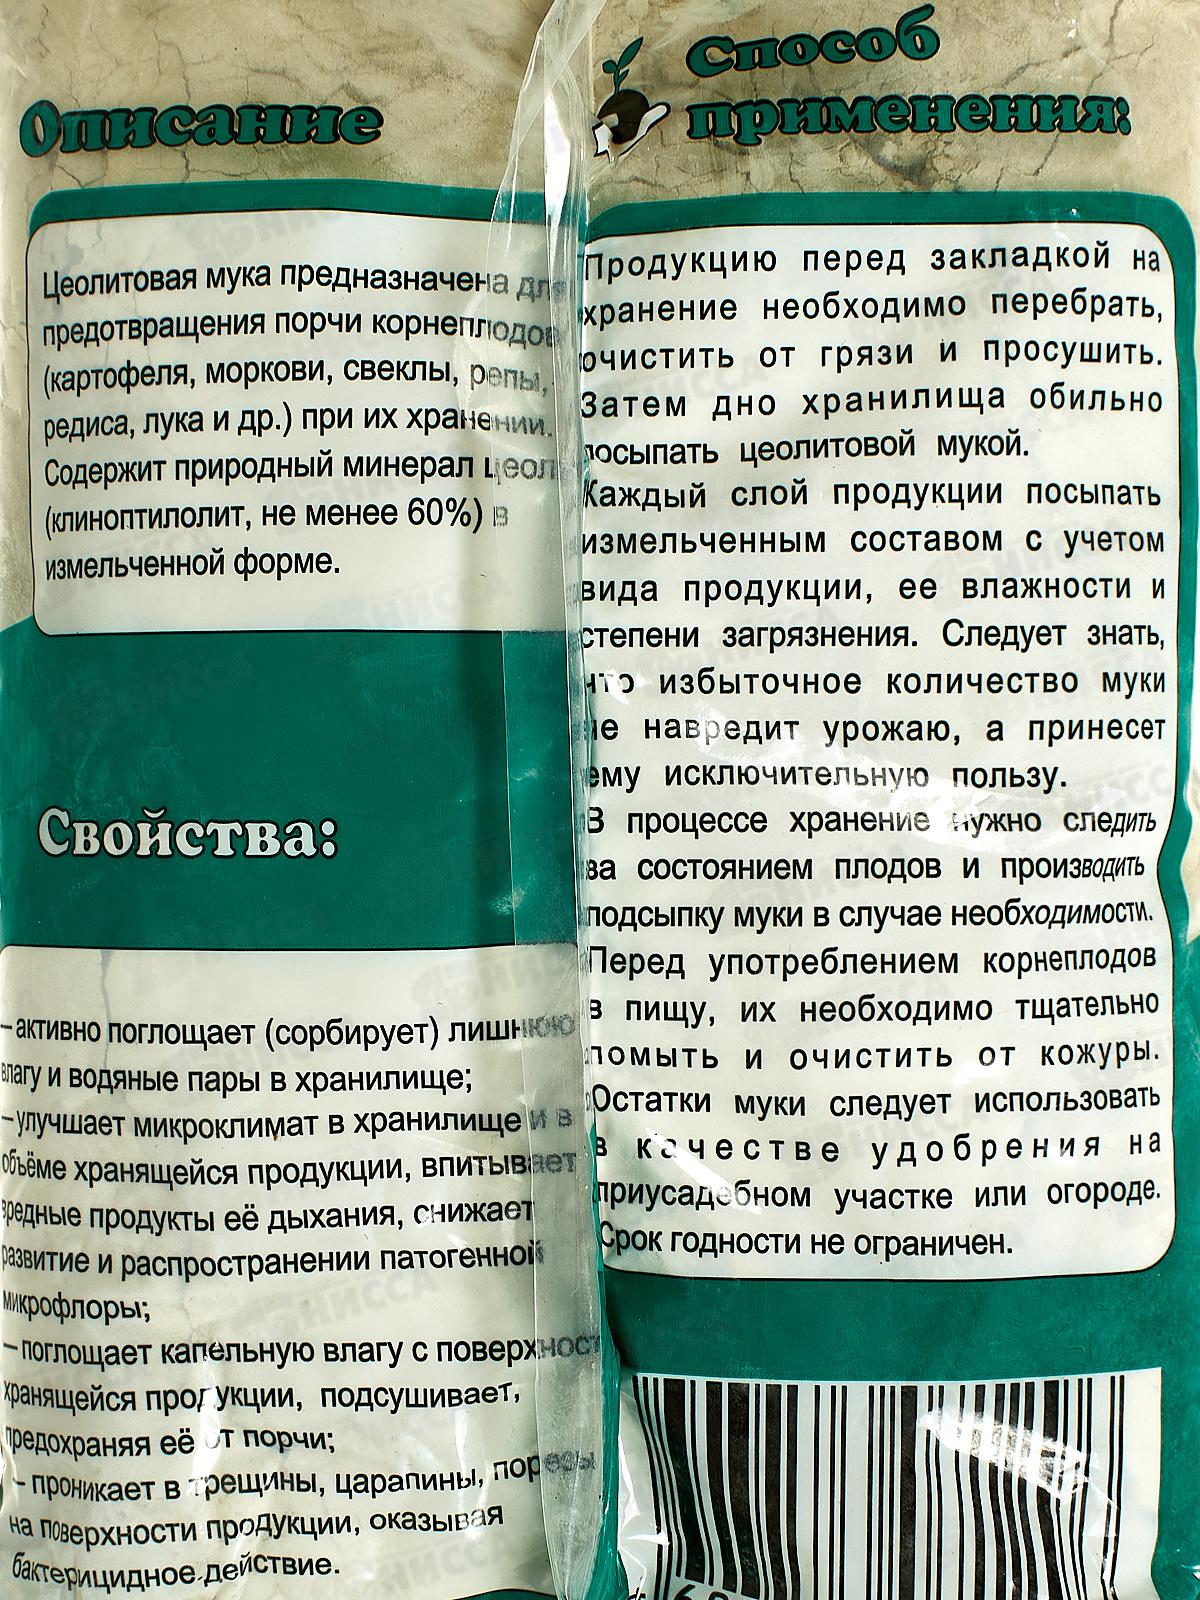 Описание
Цеолитовая мука предназначена для
предотвращения порчи корнеплодов
(картофеля, моркови, свеклы, репы,
редиса, лука и др.) при их хранении.
Содержит природный минерал цеол
(клиноптилолит, не менее 60%) в
измельченной форме.
Свойства:
–активно поглощает (сорбирует) лишнюю
влагу и водяные пары в хранилище;
–улучшает микроклимат в хранилище и в
объёме хранящейся продукции, впитывает
вредные продукты её дыхания, снижает
развитие и распространении патогенной
микрофлоры;
–поглощает капельную влагу с поверхност
хранящейся продукции, подсушивает,
предохраняя её от порчи;
– проникает в трещины, царапины, порезы
на поверхности продукции, оказывая
бактерицидное действие.
Способ
применения:
Продукцию перед закладкой на
хранение необходимо перебрать,
очистить от грязи и просушить.
Затем дно хранилища обильно
посыпать цеолитовой мукой.
Каждый слой продукции посыпать
измельченным составом с учетом
вида продукции, ее влажности и
степени загрязнения. Следует знать,
что избыточное количество муки
не навредит урожаю, а принесет
ему исключительную пользу.
В процессе хранение нужно следить
за состоянием плодов и производить
подсыпку муки в случае необходимости.
Перед употреблением корнеплодов
в пищу, их необходимо тщательно
помыть и очистить от кожуры.
Остатки муки следует использовать
в качестве удобрения на
приусадебном участке или огороде.
Срок годности не ограничен.